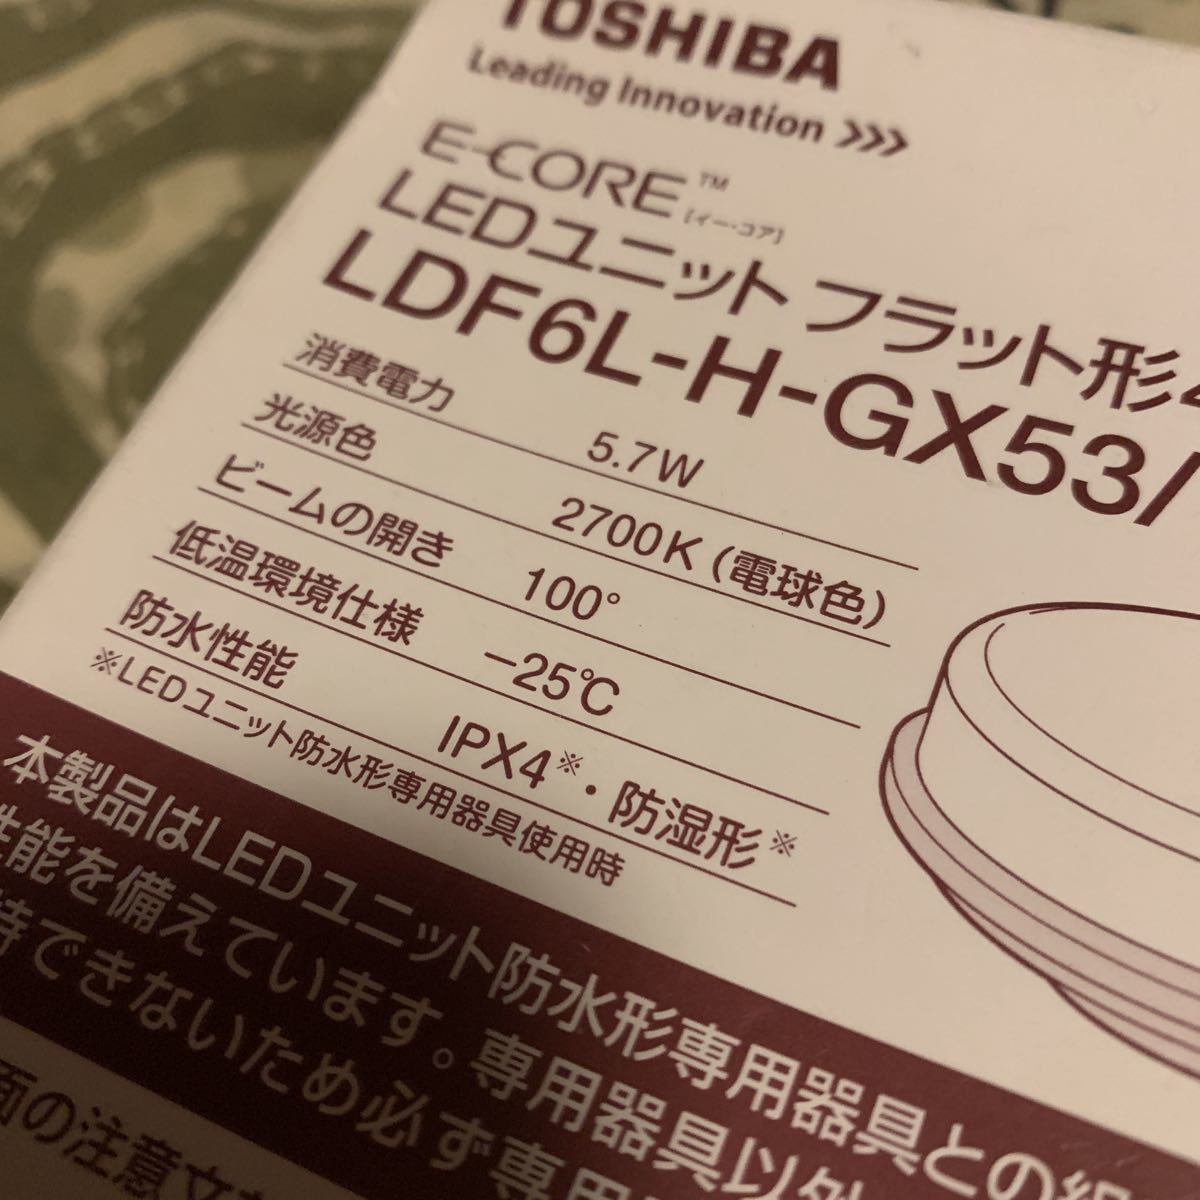 TOSHIBA
Leading Innovation >>>
E-CORE™
[イー・コア]
LEDユニット フラット形
LDF6L-H-GX53/
消費電力 5.7W
光源色 2700K（電球色）
ビームの開き 100°
低温環境仕様 −25℃
防水性能 IPX4※・防湿形※
※LEDユニット防水形専用器具使用時
本製品はLEDユニット防水形専用器具との
性能を備えています。専用器具以外
持できないため必ず専用
面の注意文